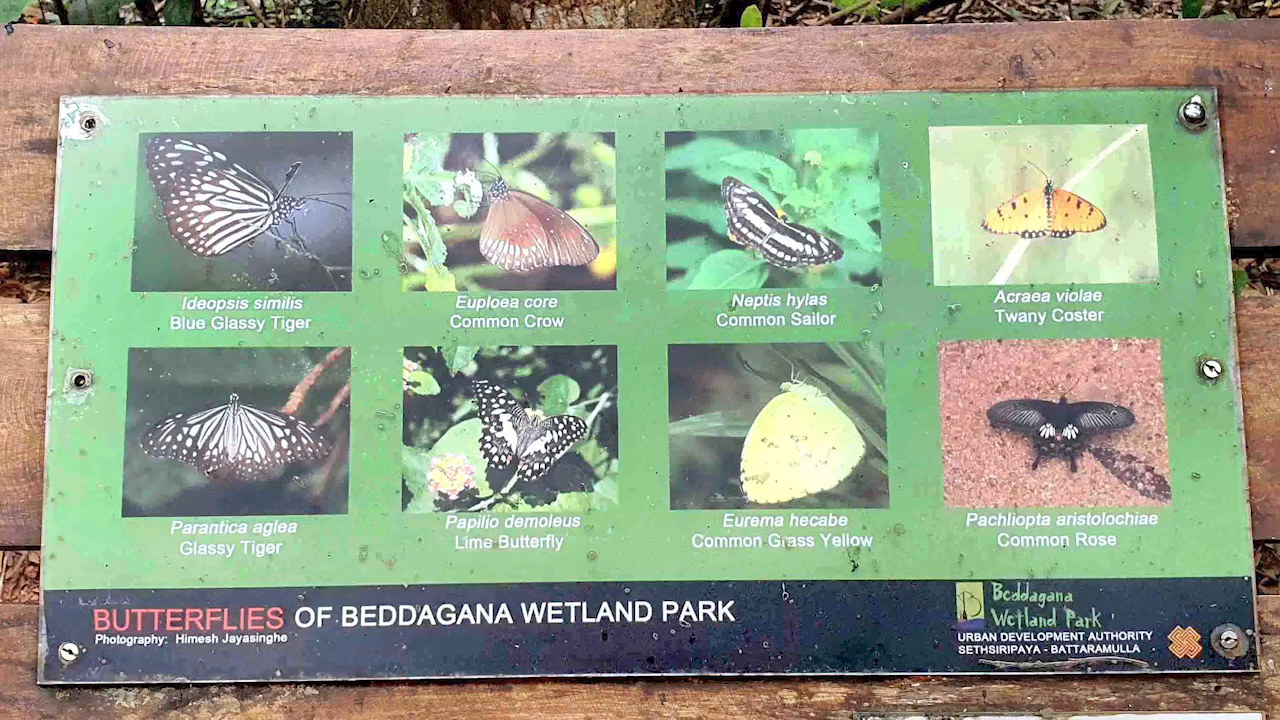 Ideopsis similis
Blue Glassy Tiger
Euploea core
Common Crow
Neptis hylas
Common Sailor
Acraea violae
Twany Coster
Parantica aglea
Glassy Tiger
Papilio demoleus
Lime Butterfly
Eurema hecabe
Common Grass Yellow
Pachliopta aristolochiae
Common Rose
BUTTERFLIES OF BEDDAGANA WETLAND PARK
Photography: Himesh Jayasinghe
Beddagana
Wetland Park
URBAN DEVELOPMENT AUTHORITY
SETHSIRIPAYA - BATTARAMULLA